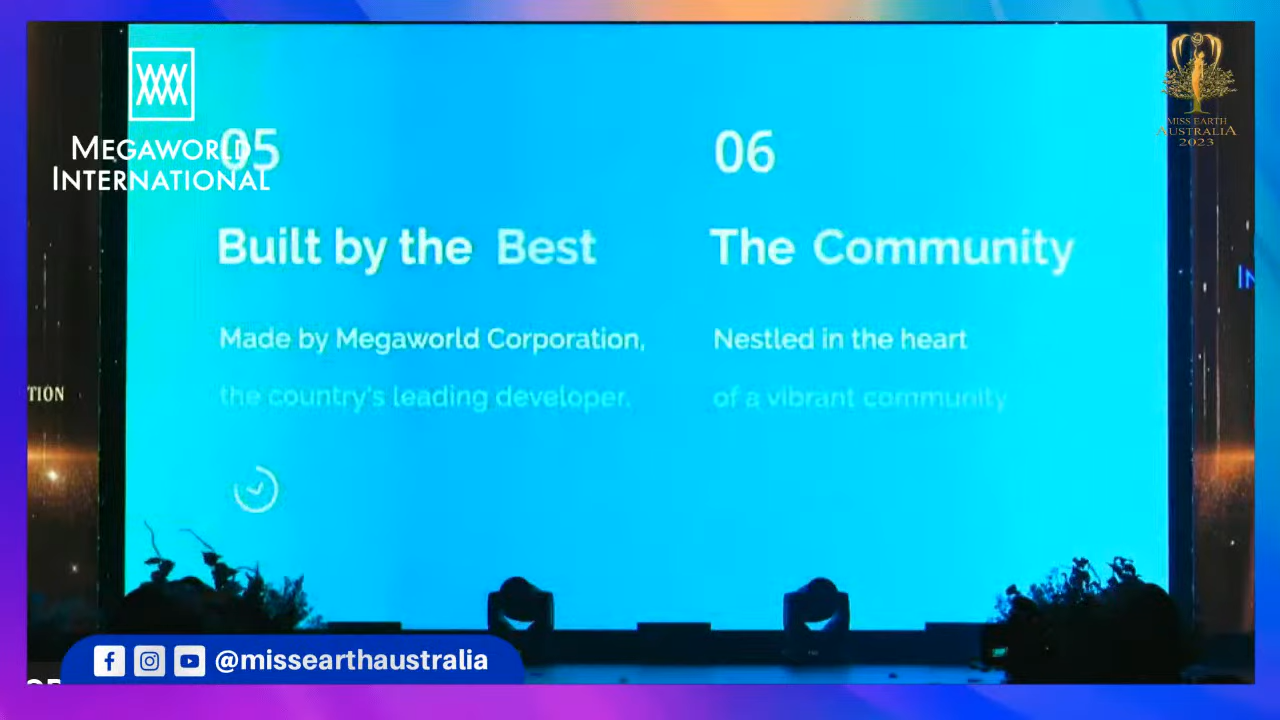 MEGAWORLD
INTERNATIONAL
MISS EARTH
AUSTRALIA
2023
05
Built by the Best
Made by Megaworld Corporation,
the country's leading developer.
06
The Community
Nestled in the heart
of a vibrant community
TION
@missearthaustralia